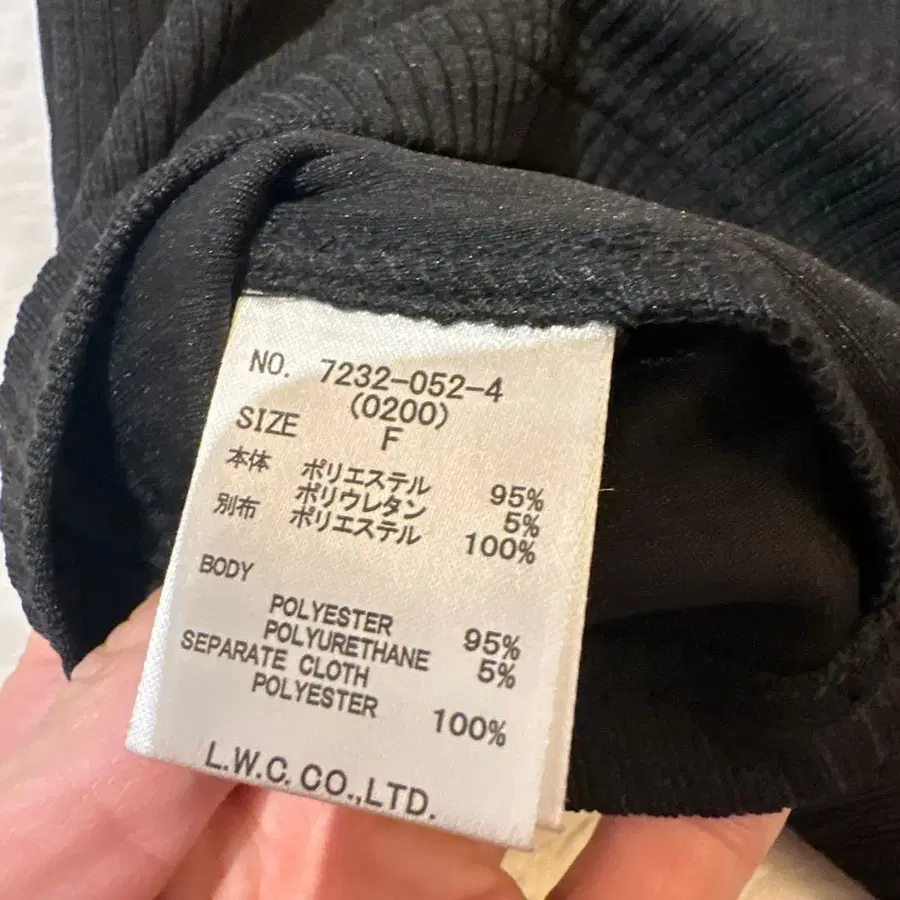 NO. 7232-052-4
(0200)
SIZE F
本体 ポリエステル 95%
ポリウレタン 5%
別布 ポリエステル 100%
BODY
POLYESTER 95%
POLYURETHANE 5%
SEPARATE CLOTH
POLYESTER 100%
L.W.C. CO.,LTD.